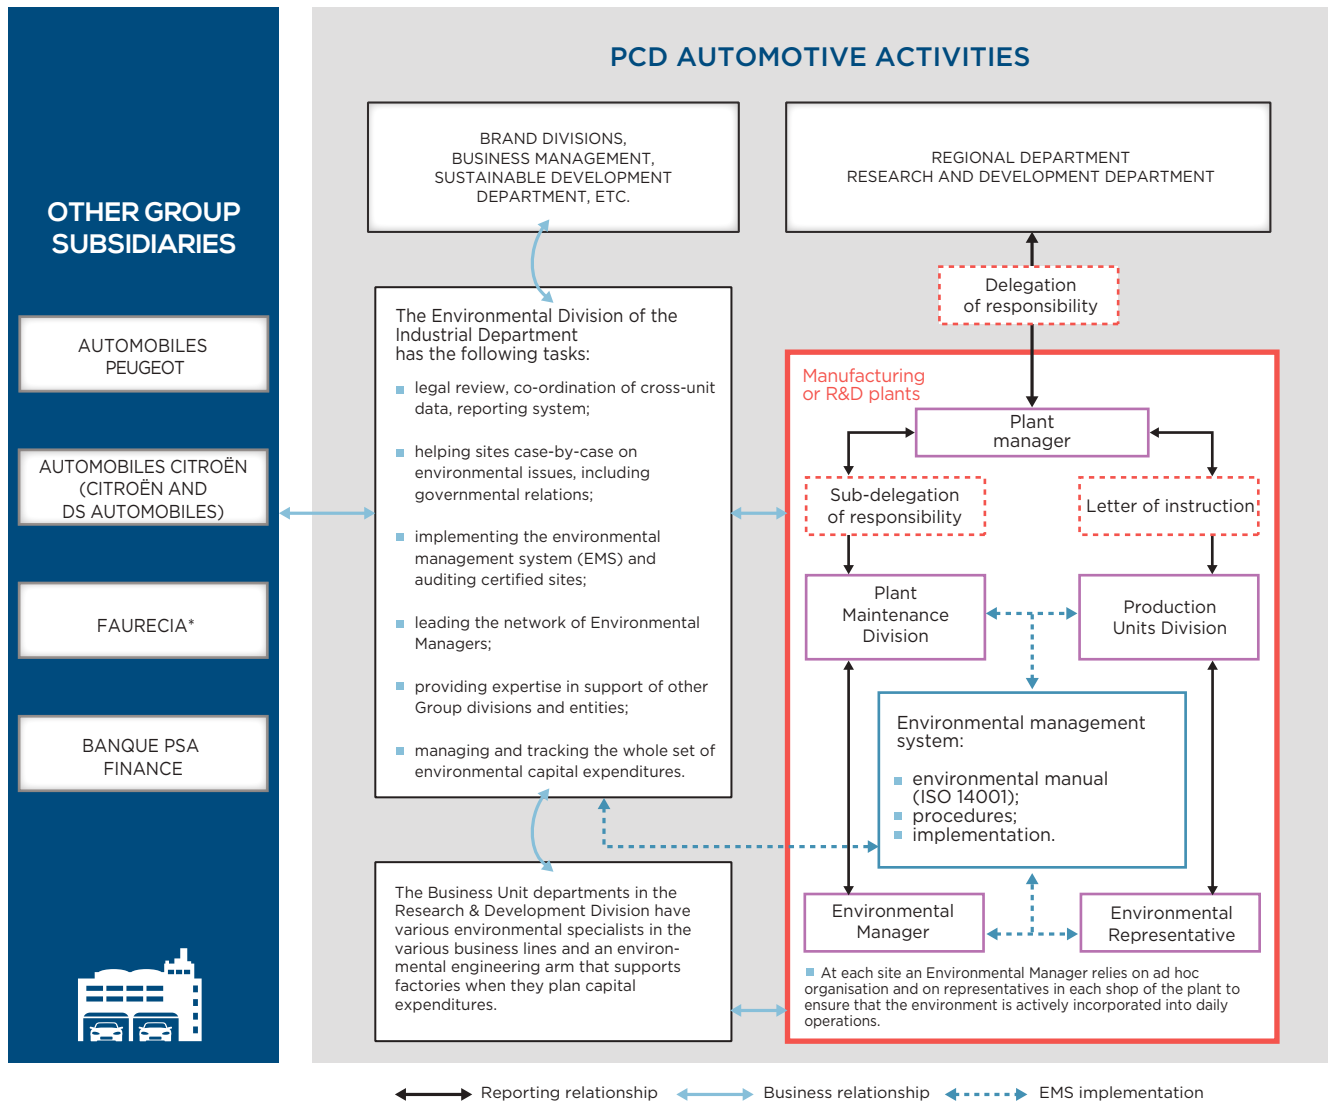 PCD AUTOMOTIVE ACTIVITIES
OTHER GROUP
SUBSIDIARIES
AUTOMOBILES
PEUGEOT
AUTOMOBILES CITROËN
(CITROËN AND
DS AUTOMOBILES)
FAURECIA*
BANQUE PSA
FINANCE
BRAND DIVISIONS,
BUSINESS MANAGEMENT,
SUSTAINABLE DEVELOPMENT
DEPARTMENT, ETC.
The Environmental Division of the
Industrial Department
has the following tasks:
legal review, co-ordination of cross-unit
data, reporting system;
helping sites case-by-case on
environmental issues, including
governmental relations;
implementing the environmental
management system (EMS) and
auditing certified sites;
leading the network of Environmental
Managers;
providing expertise in support of other
Group divisions and entities;
managing and tracking the whole set of
environmental capital expenditures.
The Business Unit departments in the
Research & Development Division have
various environmental specialists in the
various business lines and an environ-
mental engineering arm that supports
factories when they plan capital
expenditures.
REGIONAL DEPARTMENT
RESEARCH AND DEVELOPMENT DEPARTMENT
Delegation
of responsibility
Manufacturing
or R&D plants
Plant
manager
Sub-delegation
of responsibility
Letter of instruction
Plant
Maintenance
Division
Production
Units Division
Environmental management
system:
environmental manual
(ISO 14001);
procedures;
implementation.
Environmental
Manager
Environmental
Representative
At each site an Environmental Manager relies on ad hoc
organisation and on representatives in each shop of the plant to
ensure that the environment is actively incorporated into daily
operations.
Reporting relationship
Business relationship
EMS implementation